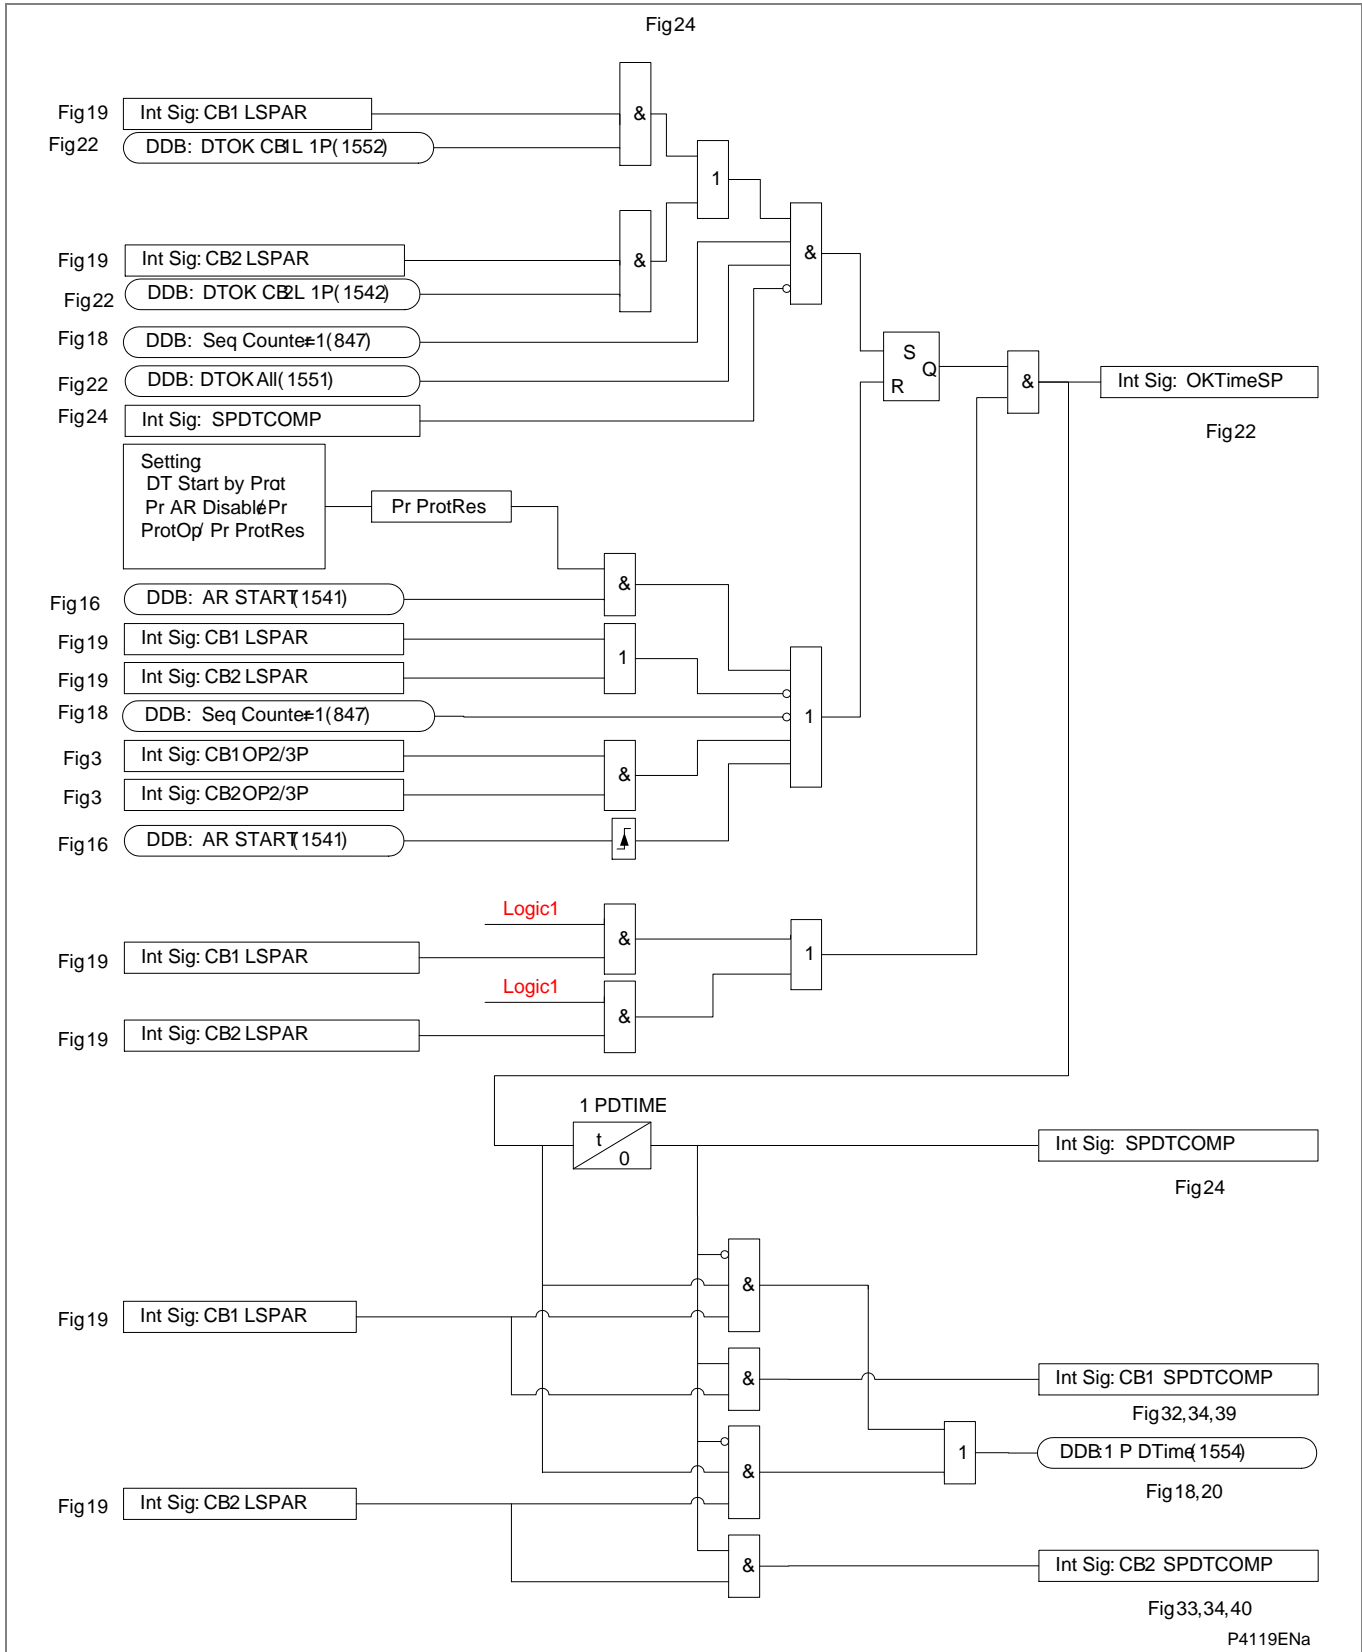 Fig24
&
Fig19 Int Sig: CB1 LSPAR
Fig22 DDB: DTOK CB1L 1P(1552)
1
&
Fig19 Int Sig: CB2 LSPAR
&
Fig22 DDB: DTOK CB2L 1P(1542)
Fig18 DDB: Seq Counter=1(847)
Fig22 DDB: DTOK All(1551)
Fig24 Int Sig: SPDTCOMP
S
Q
R
&
Int Sig: OKTimeSP
Fig22
Setting
DT Start by Prot
Pr AR Disable/Pr
ProtOp/ Pr ProtRes
Pr ProtRes
&
Fig16 DDB: AR START(1541)
Fig19 Int Sig: CB1 LSPAR
1
Fig19 Int Sig: CB2 LSPAR
Fig18 DDB: Seq Counter=1(847)
1
Fig3 Int Sig: CB1OP2/3P
&
Fig3 Int Sig: CB2OP2/3P
Fig16 DDB: AR START(1541)
Logic1
&
1
Fig19 Int Sig: CB1 LSPAR
Logic1
&
Fig19 Int Sig: CB2 LSPAR
1 PDTIME
t
0
Int Sig: SPDTCOMP
Fig24
&
Fig19 Int Sig: CB1 LSPAR
&
Int Sig: CB1 SPDTCOMP
Fig32,34,39
&
1
DDB:1 P DTime(1554)
Fig18,20
Fig19 Int Sig: CB2 LSPAR
&
Int Sig: CB2 SPDTCOMP
Fig33,34,40
P4119ENa